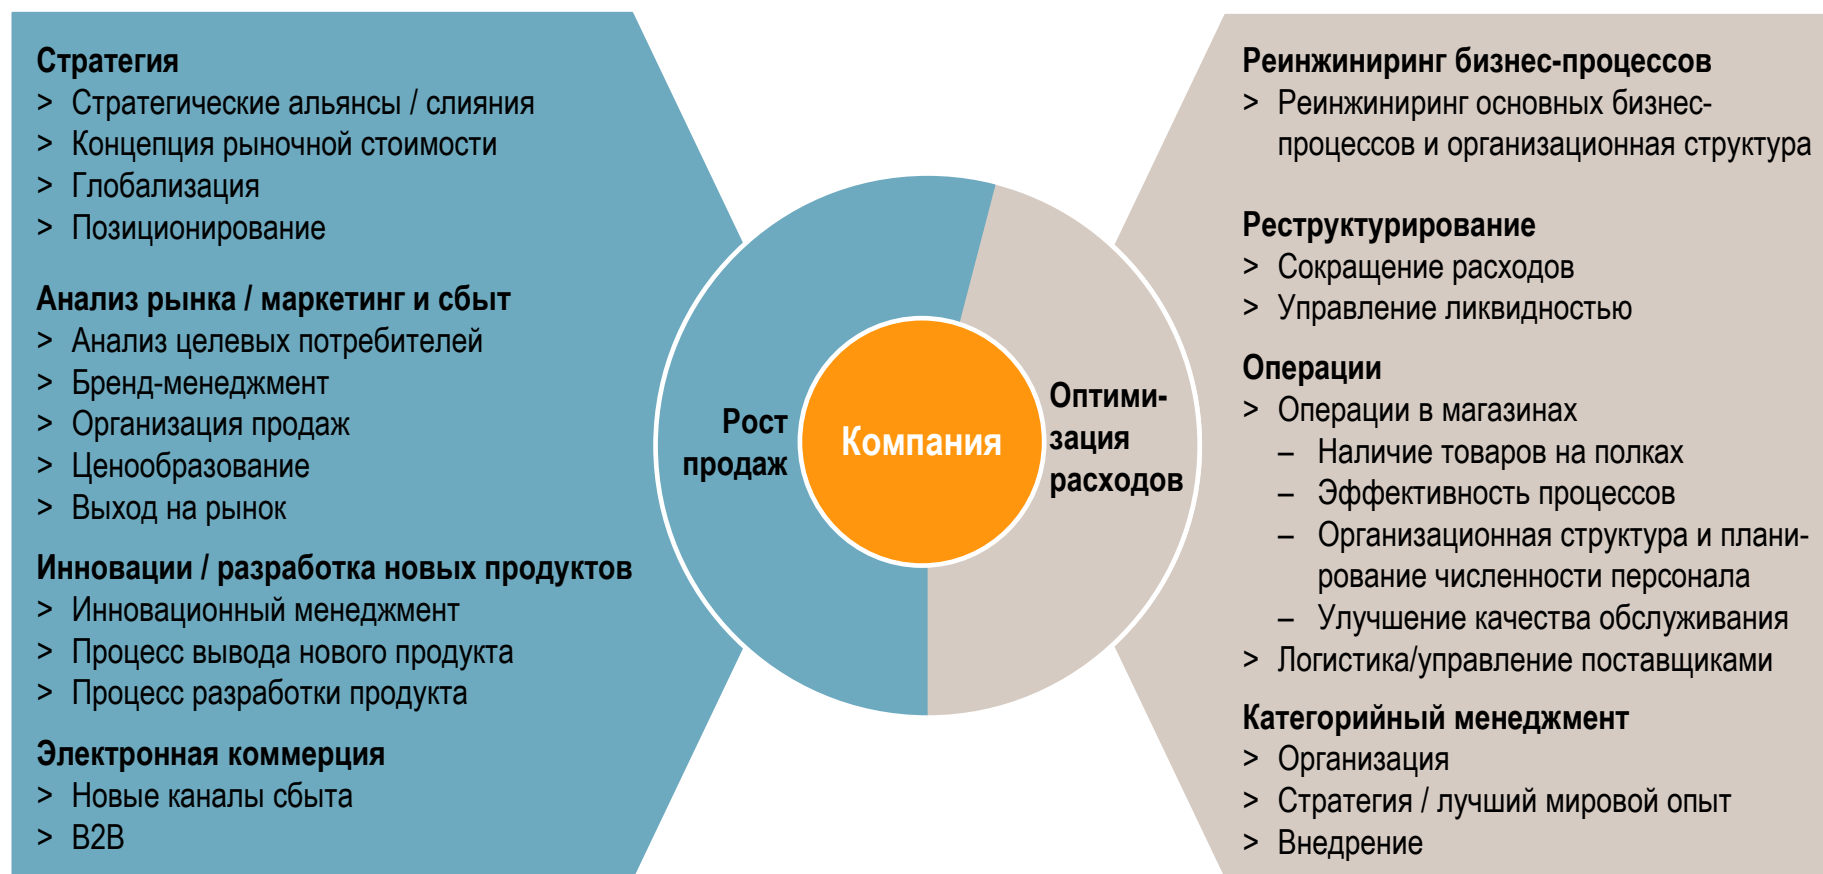 Стратегия
> Стратегические альянсы / слияния
> Концепция рыночной стоимости
> Глобализация
> Позиционирование
Анализ рынка / маркетинг и сбыт
> Анализ целевых потребителей
> Бренд-менеджмент
> Организация продаж
> Ценообразование
> Выход на рынок
Инновации / разработка новых продуктов
> Инновационный менеджмент
> Процесс вывода нового продукта
> Процесс разработки продукта
Электронная коммерция
> Новые каналы сбыта
> B2B
Рост
продаж
Компания
Оптими-
зация
расходов
Реинжиниринг бизнес-процессов
> Реинжиниринг основных бизнес-
процессов и организационная структура
Реструктурирование
> Сокращение расходов
> Управление ликвидностью
Операции
> Операции в магазинах
– Наличие товаров на полках
– Эффективность процессов
– Организационная структура и плани-
рование численности персонала
– Улучшение качества обслуживания
> Логистика/управление поставщиками
Категорийный менеджмент
> Организация
> Стратегия / лучший мировой опыт
> Внедрение